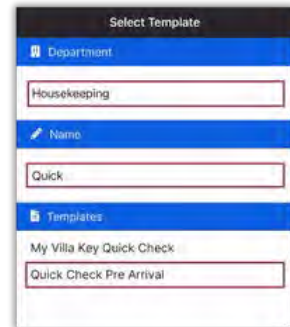 Select Template
Department
Housekeeping
Name
Quick
Templates
My Villa Key Quick Check
Quick Check Pre Arrival